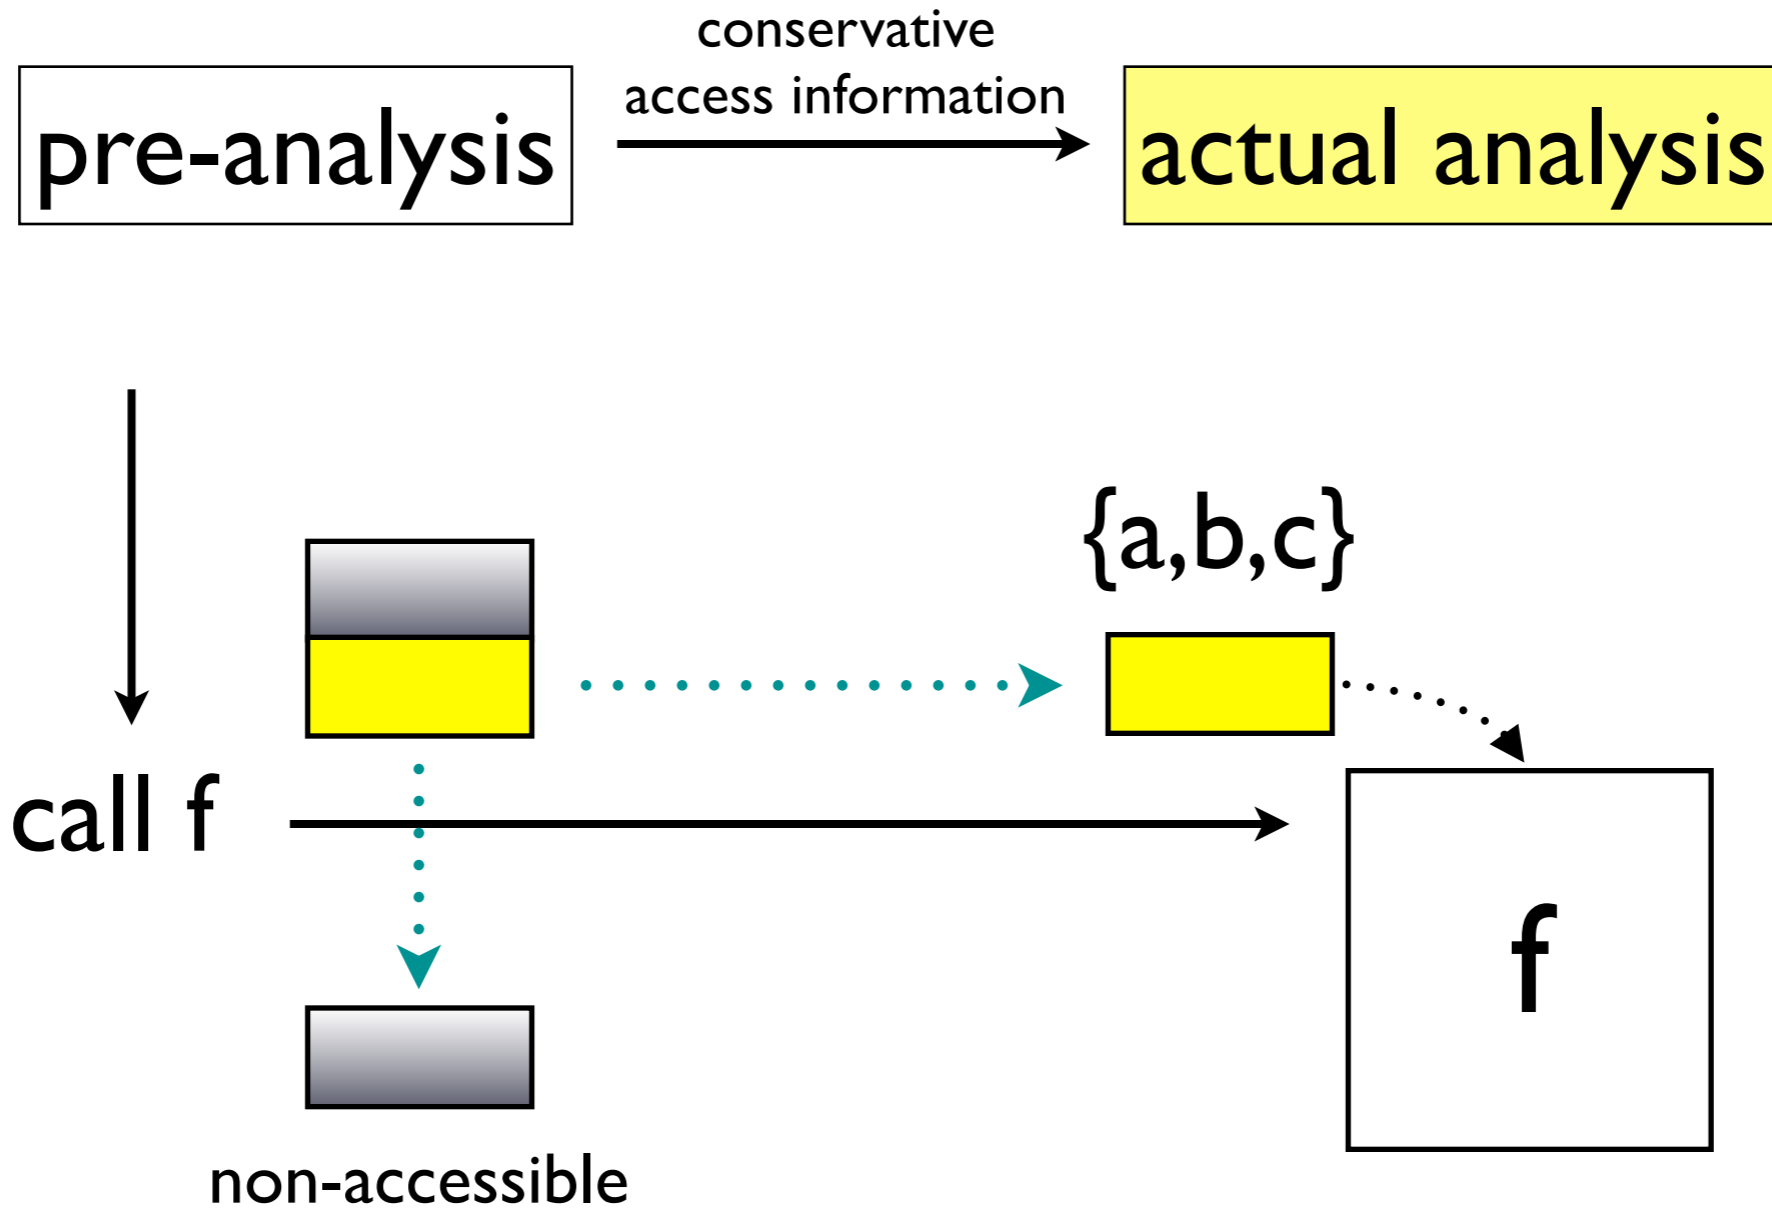 conservative
access information
pre-analysis
actual analysis
{a,b,c}
call f
f
non-accessible